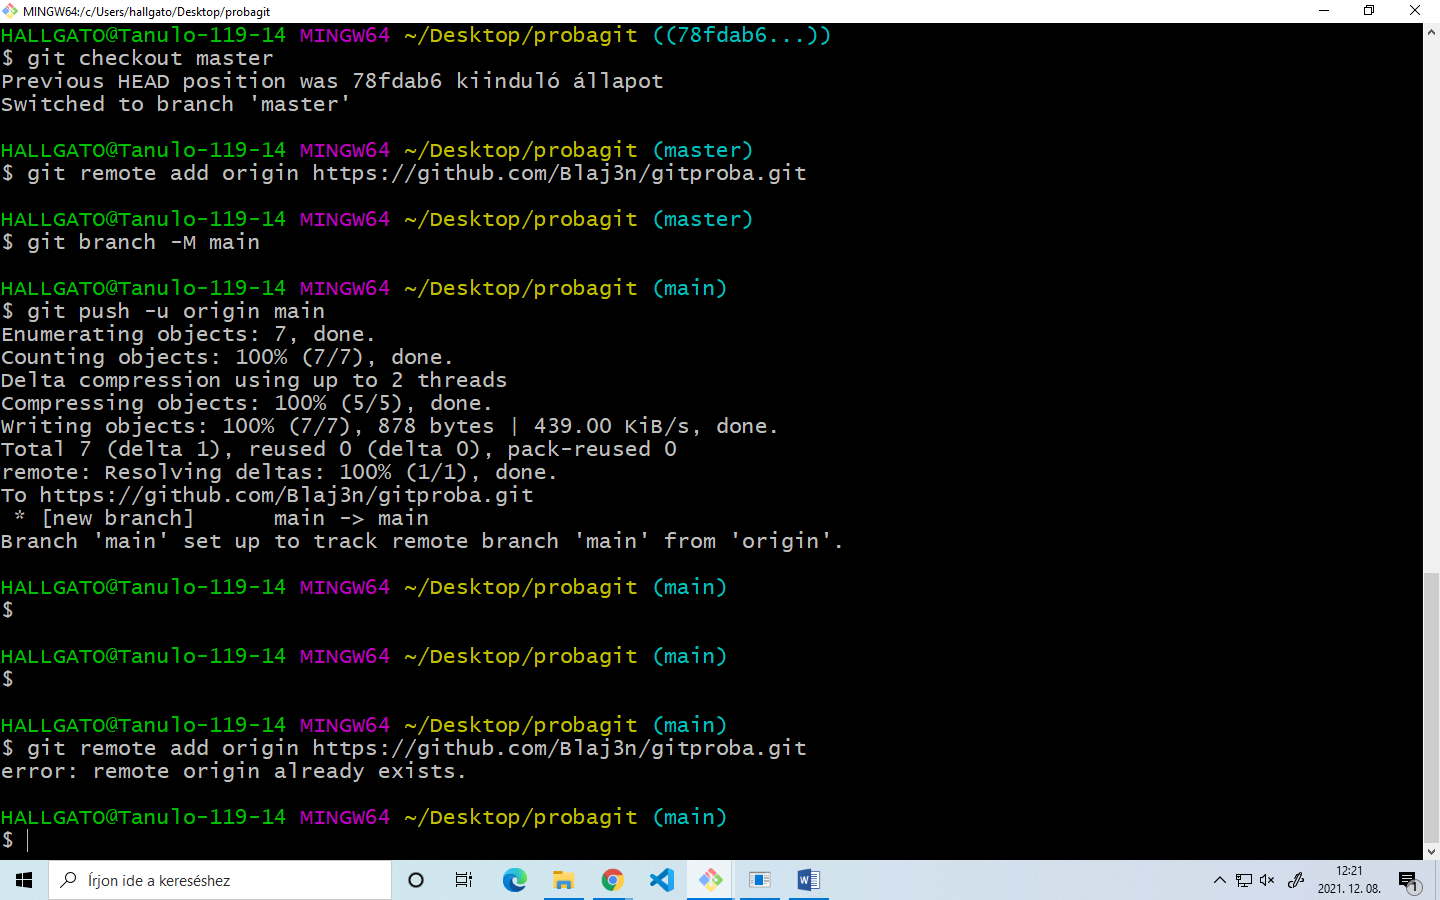 MINGW64:/c/Users/hallgato/Desktop/probagit
HALLGATO@Tanulo-119-14 MINGW64 ~/Desktop/probagit ((78fdab6...))
$ git checkout master
Previous HEAD position was 78fdab6 kiinduló állapot
Switched to branch 'master'
HALLGATO@Tanulo-119-14 MINGW64 ~/Desktop/probagit (master)
$ git remote add origin https://github.com/Blaj3n/gitproba.git
HALLGATO@Tanulo-119-14 MINGW64 ~/Desktop/probagit (master)
$ git branch -M main
HALLGATO@Tanulo-119-14 MINGW64 ~/Desktop/probagit (main)
$ git push -u origin main
Enumerating objects: 7, done.
Counting objects: 100% (7/7), done.
Delta compression using up to 2 threads
Compressing objects: 100% (5/5), done.
Writing objects: 100% (7/7), 878 bytes | 439.00 KiB/s, done.
Total 7 (delta 1), reused 0 (delta 0), pack-reused 0
remote: Resolving deltas: 100% (1/1), done.
To https://github.com/Blaj3n/gitproba.git
 * [new branch]      main -> main
Branch 'main' set up to track remote branch 'main' from 'origin'.
HALLGATO@Tanulo-119-14 MINGW64 ~/Desktop/probagit (main)
$
HALLGATO@Tanulo-119-14 MINGW64 ~/Desktop/probagit (main)
$
HALLGATO@Tanulo-119-14 MINGW64 ~/Desktop/probagit (main)
$ git remote add origin https://github.com/Blaj3n/gitproba.git
error: remote origin already exists.
HALLGATO@Tanulo-119-14 MINGW64 ~/Desktop/probagit (main)
$
Írjon ide a kereséshez
12:21
2021. 12. 08.
1